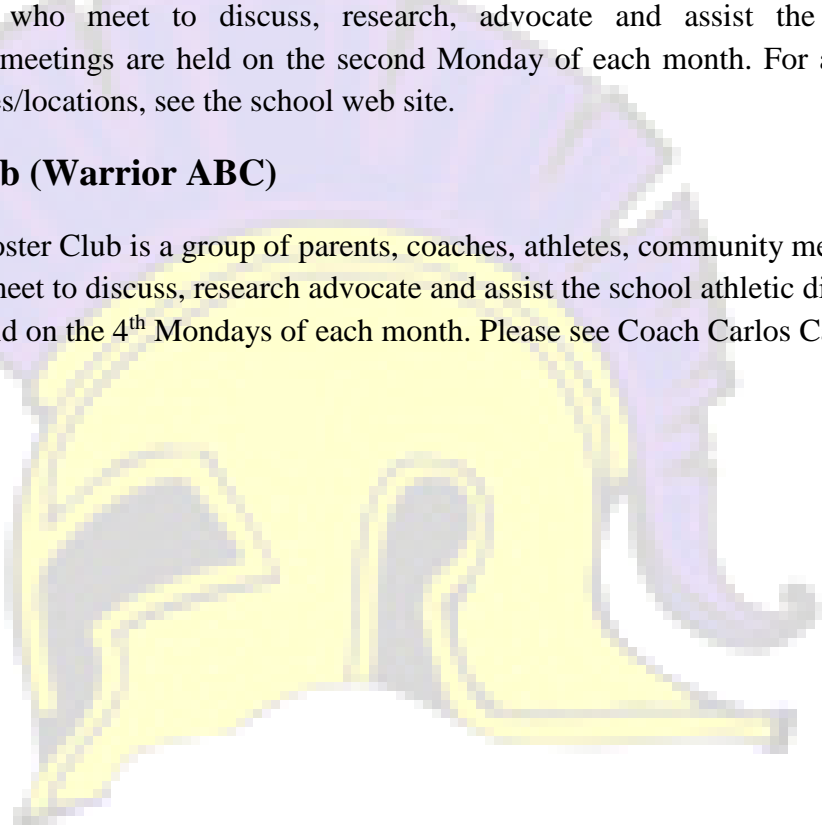 who meet to discuss, research, advocate and assist the
meetings are held on the second Monday of each month. For a
es/locations, see the school web site.
b (Warrior ABC)
oster Club is a group of parents, coaches, athletes, community me
meet to discuss, research advocate and assist the school athletic di
d on the 4th Mondays of each month. Please see Coach Carlos C